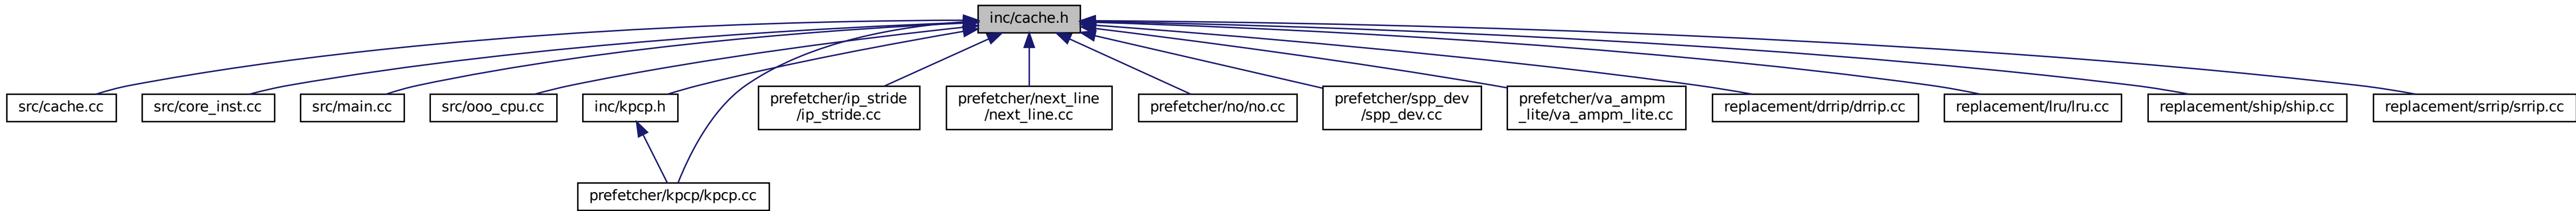 inc/cache.h
src/cache.cc
src/core_inst.cc
src/main.cc
src/ooo_cpu.cc
inc/kpcp.h
prefetcher/ip_stride
/ip_stride.cc
prefetcher/next_line
/next_line.cc
prefetcher/no/no.cc
prefetcher/spp_dev
/spp_dev.cc
prefetcher/va_ampm
_lite/va_ampm_lite.cc
replacement/drrip/drrip.cc
replacement/lru/lru.cc
replacement/ship/ship.cc
replacement/srrip/srrip.cc
prefetcher/kpcp/kpcp.cc